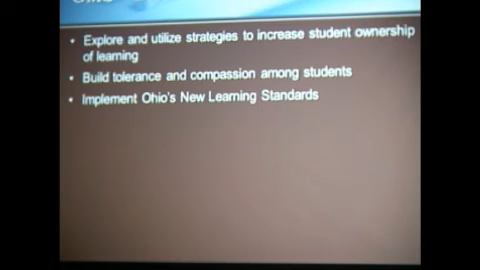 • Explore and utilize strategies to increase student ownership
of learning
• Build tolerance and compassion among students
• Implement Ohio's New Learning Standards